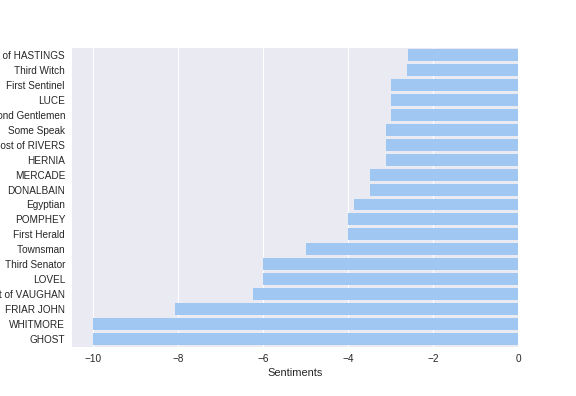 of HASTINGS
Third Witch
First Sentinel
LUCE
ond Gentlemen
Some Speak
ost of RIVERS
HERNIA
MERCADE
DONALBAIN
Egyptian
POMPHEY
First Herald
Townsman
Third Senator
LOVEL
t of VAUGHAN
FRIAR JOHN
WHITMORE
GHOST
−10 −8 −6 −4 −2 0
Sentiments